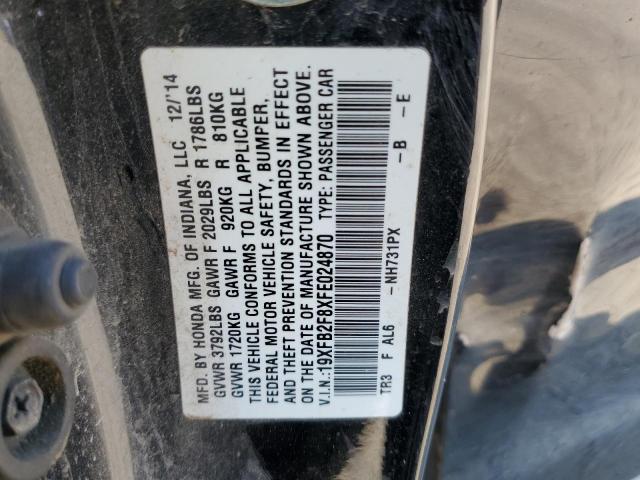 MFD. BY HONDA MFG. OF INDIANA, LLC 12/'14
GVWR 3792LBS GAWR F 2029LBS R 1786LBS
GVWR 1720KG GAWR F 920KG R 810KG
THIS VEHICLE CONFORMS TO ALL APPLICABLE
FEDERAL MOTOR VEHICLE SAFETY, BUMPER,
AND THEFT PREVENTION STANDARDS IN EFFECT
ON THE DATE OF MANUFACTURE SHOWN ABOVE.
V.I.N.:19XFB2F8XFE024870 TYPE: PASSENGER CAR
TR3 F AL6 -NH731PX -B -E